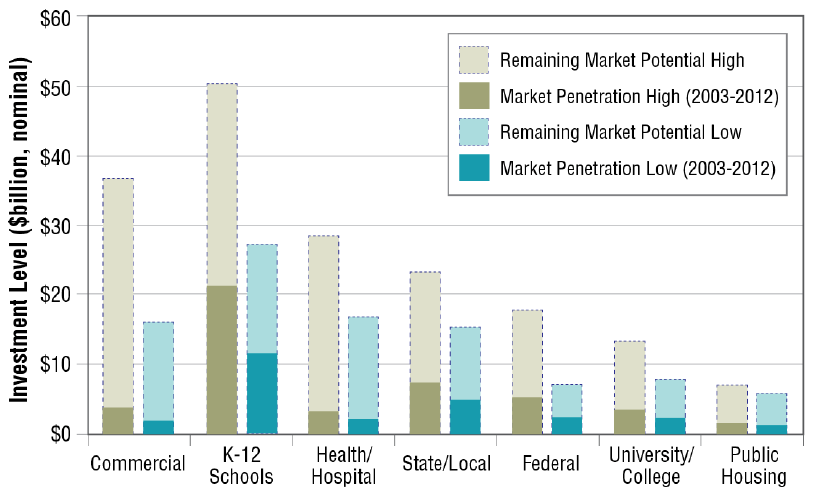 $60
$50
$40
$30
$20
$10
$0
Investment Level ($billion, nominal)
Remaining Market Potential High
Market Penetration High (2003-2012)
Remaining Market Potential Low
Market Penetration Low (2003-2012)
Commercial
K-12
Schools
Health/
Hospital
State/Local
Federal
University/
College
Public
Housing